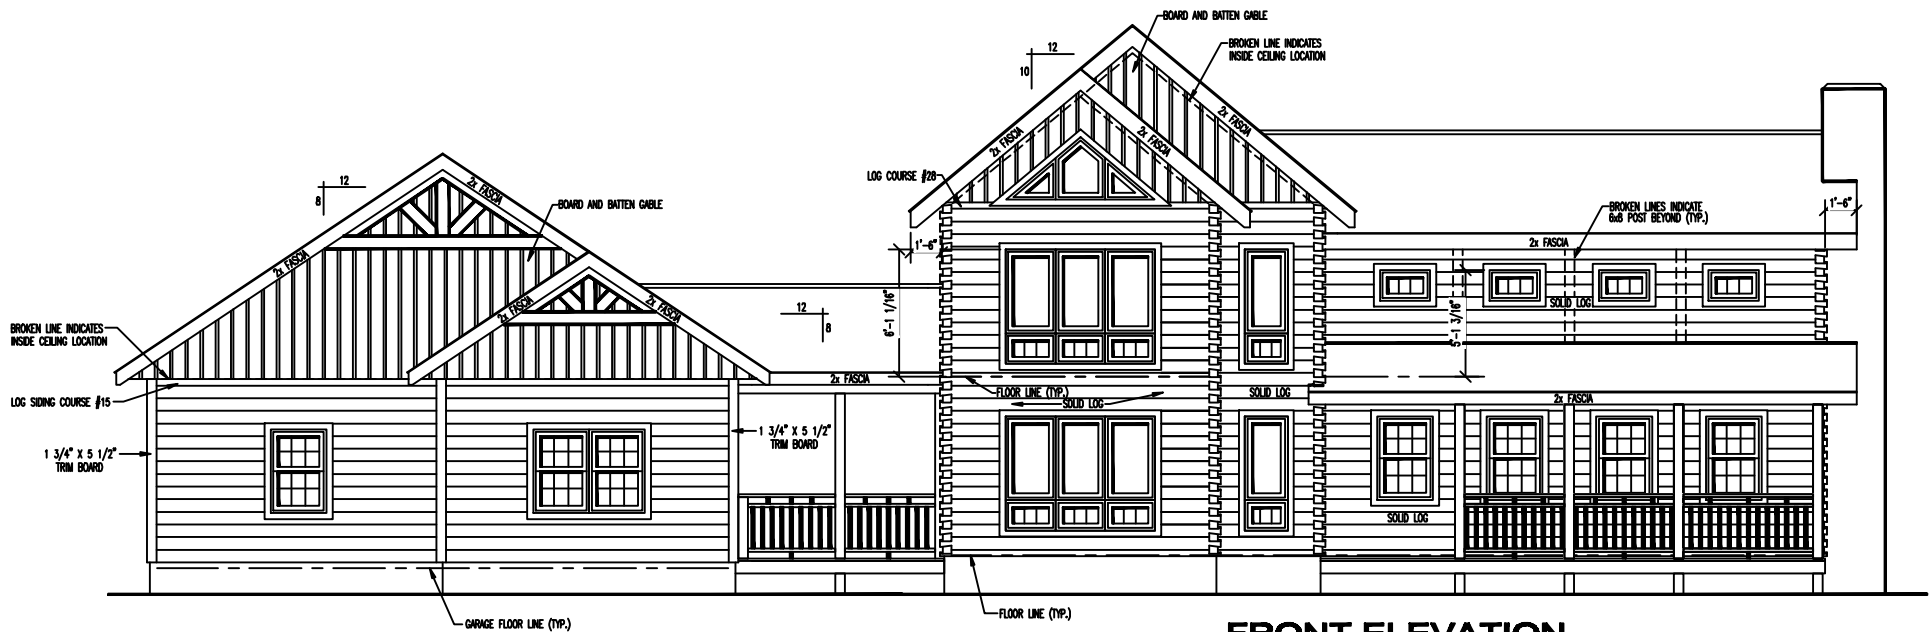 BOARD AND BATTEN GABLE
12
10
BROKEN LINE INDICATES
INSIDE CEILING LOCATION
2x FASCIA
2x FASCIA
2x FASCIA
LOG COURSE #28
12
8
2x FASCIA
BOARD AND BATTEN GABLE
BROKEN LINES INDICATE
6x6 POST BEYOND (TYP.)
1'-6"
1'-6"
2x FASCIA
2x FASCIA
6'-1 1/16"
SOLID LOG
5'-1 3/16"
12
8
2x FASCIA
2x FASCIA
BROKEN LINE INDICATES
INSIDE CEILING LOCATION
2x FASCIA
FLOOR LINE (TYP.)
SOLID LOG
SOLID LOG
2x FASCIA
LOG SIDING COURSE #15
1 3/4" X 5 1/2"
TRIM BOARD
1 3/4" X 5 1/2"
TRIM BOARD
SOLID LOG
GARAGE FLOOR LINE (TYP.)
FLOOR LINE (TYP.)
FRONT ELEVATION